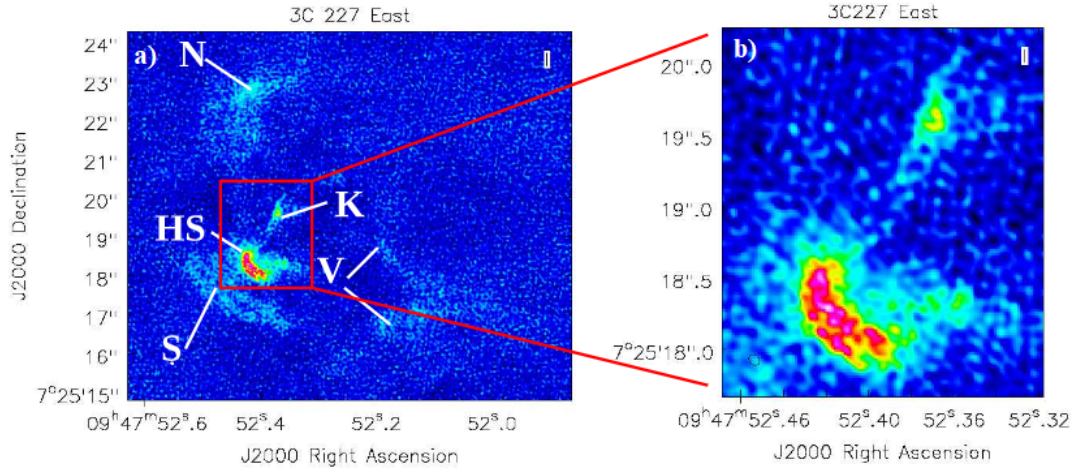 3C 227 East
a)
N
24"
23"
22"
21"
20"
19"
18"
17"
16"
7°25'15"
K
HS
V
S
09ʰ47ᵐ52ˢ.6
52ˢ.4
52ˢ.2
52ˢ.0
J2000 Right Ascension
J2000 Declination
3C227 East
b)
20".0
19".5
19".0
18".5
7°25'18".0
09ʰ47ᵐ52ˢ.46
52ˢ.40
52ˢ.36
52ˢ.32
J2000 Right Ascension